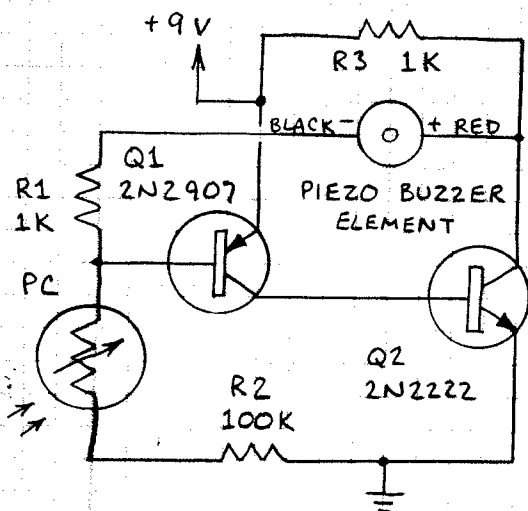 +9V
R3 1K
BLACK - + RED
Q1
2N2907
R1
1K
PIEZO BUZZER
ELEMENT
PC
Q2
2N2222
R2
100K